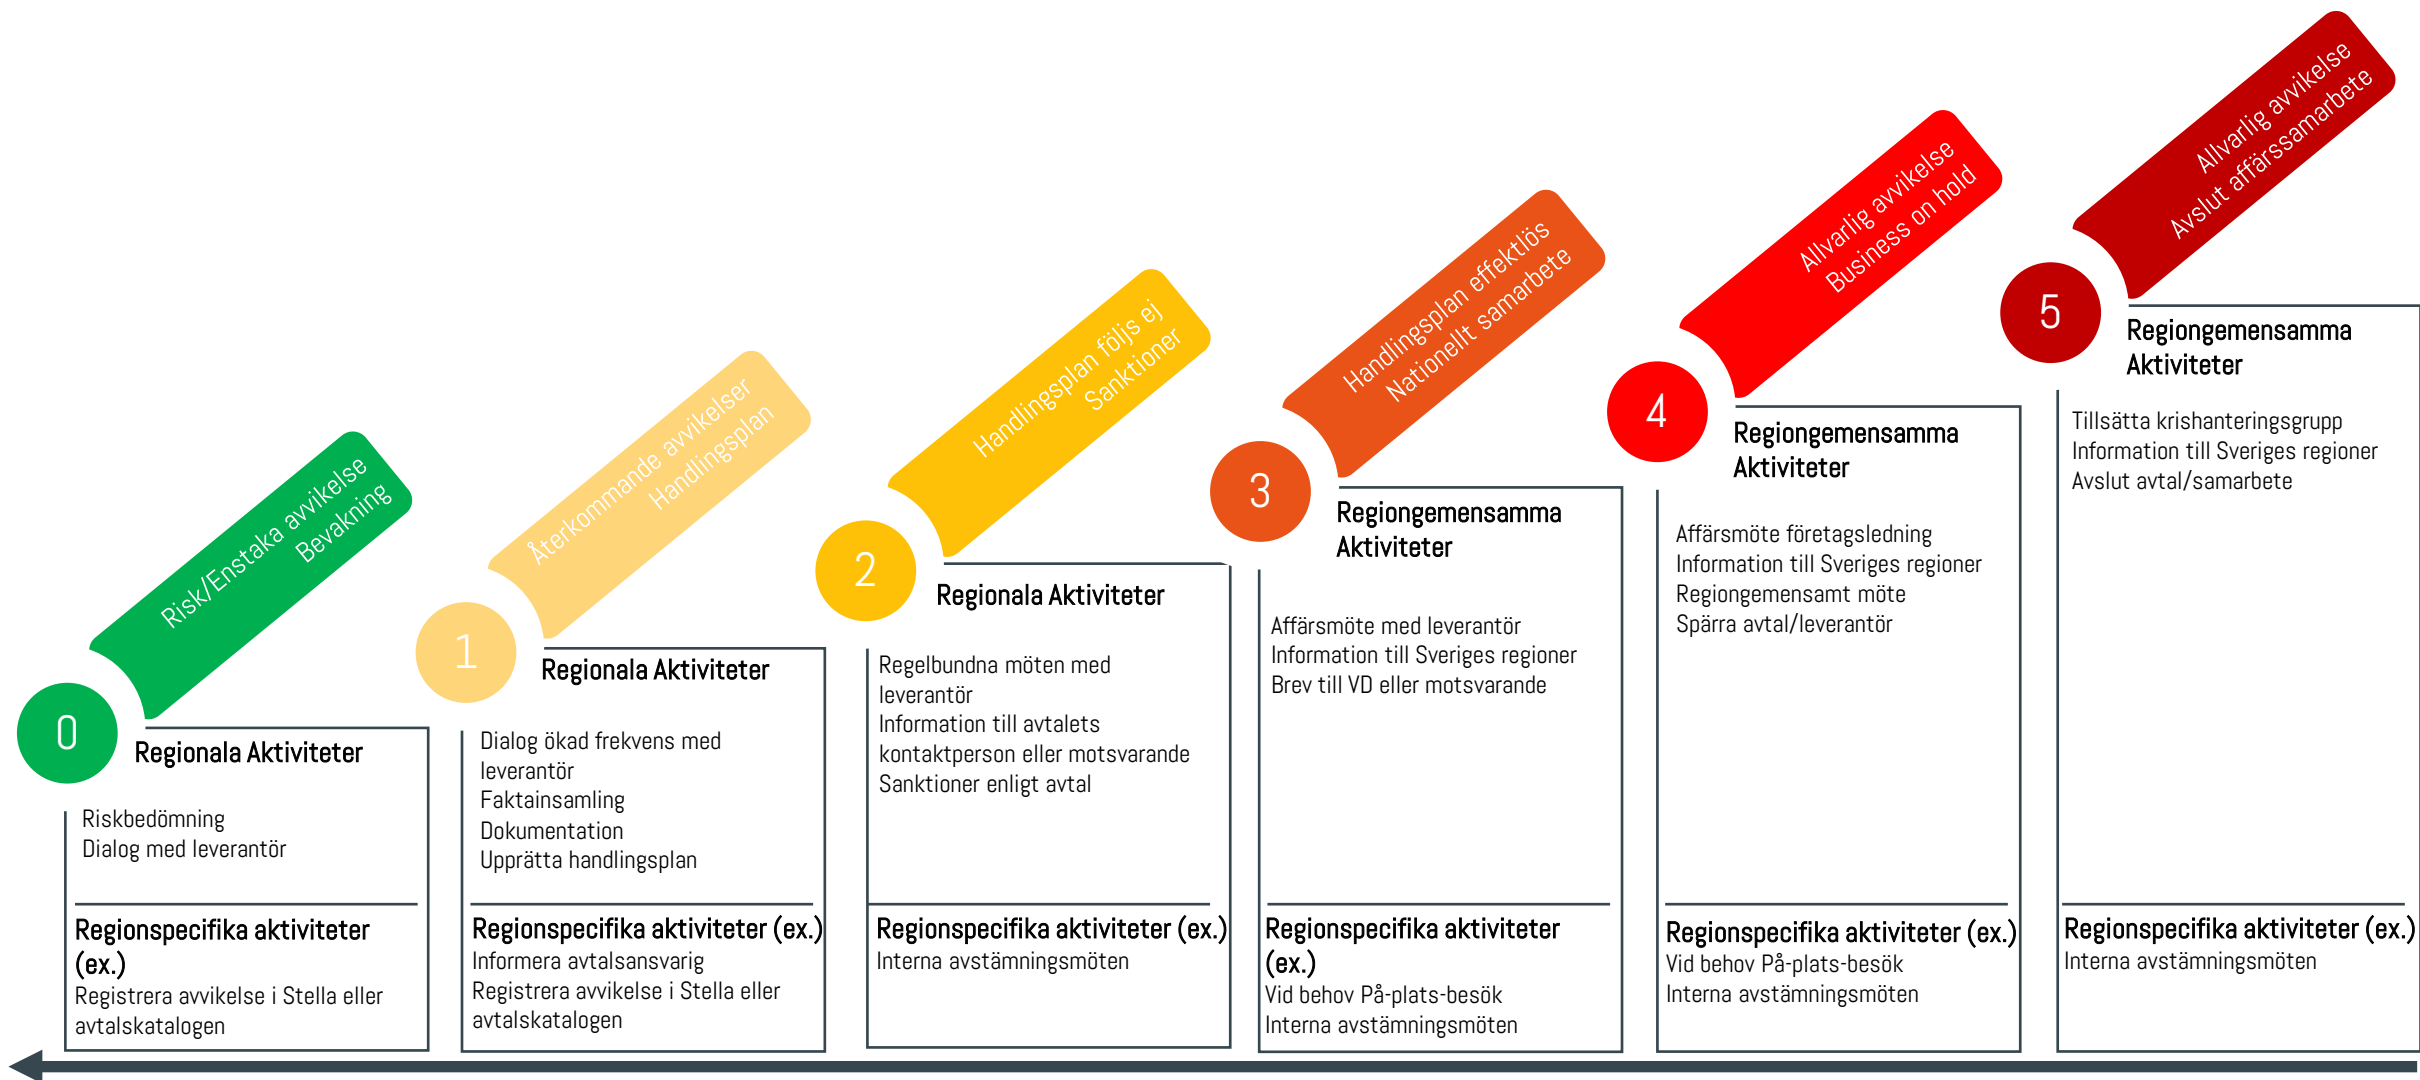 0
Risk/Enstaka avvikelse
Bevakning
Regionala Aktiviteter
Riskbedömning
Dialog med leverantör
Regionspecifika aktiviteter
(ex.)
Registrera avvikelse i Stella eller
avtalskatalogen
1
Återkommande avvikelser
Handlingsplan
Regionala Aktiviteter
Dialog ökad frekvens med
leverantör
Faktainsamling
Dokumentation
Upprätta handlingsplan
Regionspecifika aktiviteter (ex.)
Informera avtalsansvarig
Registrera avvikelse i Stella eller
avtalskatalogen
2
Handlingsplan följs ej
Sanktioner
Regionala Aktiviteter
Regelbundna möten med
leverantör
Information till avtalets
kontaktperson eller motsvarande
Sanktioner enligt avtal
Regionspecifika aktiviteter (ex.)
Interna avstämningsmöten
3
Handlingsplan effektlös
Nationellt samarbete
Regiongemensamma
Aktiviteter
Affärsmöte med leverantör
Information till Sveriges regioner
Brev till VD eller motsvarande
Regionspecifika aktiviteter
(ex.)
Vid behov På-plats-besök
Interna avstämningsmöten
4
Allvarlig avvikelse
Business on hold
Regiongemensamma
Aktiviteter
Affärsmöte företagsledning
Information till Sveriges regioner
Regiongemensamt möte
Spärra avtal/leverantör
Regionspecifika aktiviteter (ex.)
Vid behov På-plats-besök
Interna avstämningsmöten
5
Allvarlig avvikelse
Avslut affärssamarbete
Regiongemensamma
Aktiviteter
Tillsätta krishanteringsgrupp
Information till Sveriges regioner
Avslut avtal/samarbete
Regionspecifika aktiviteter (ex.)
Interna avstämningsmöten